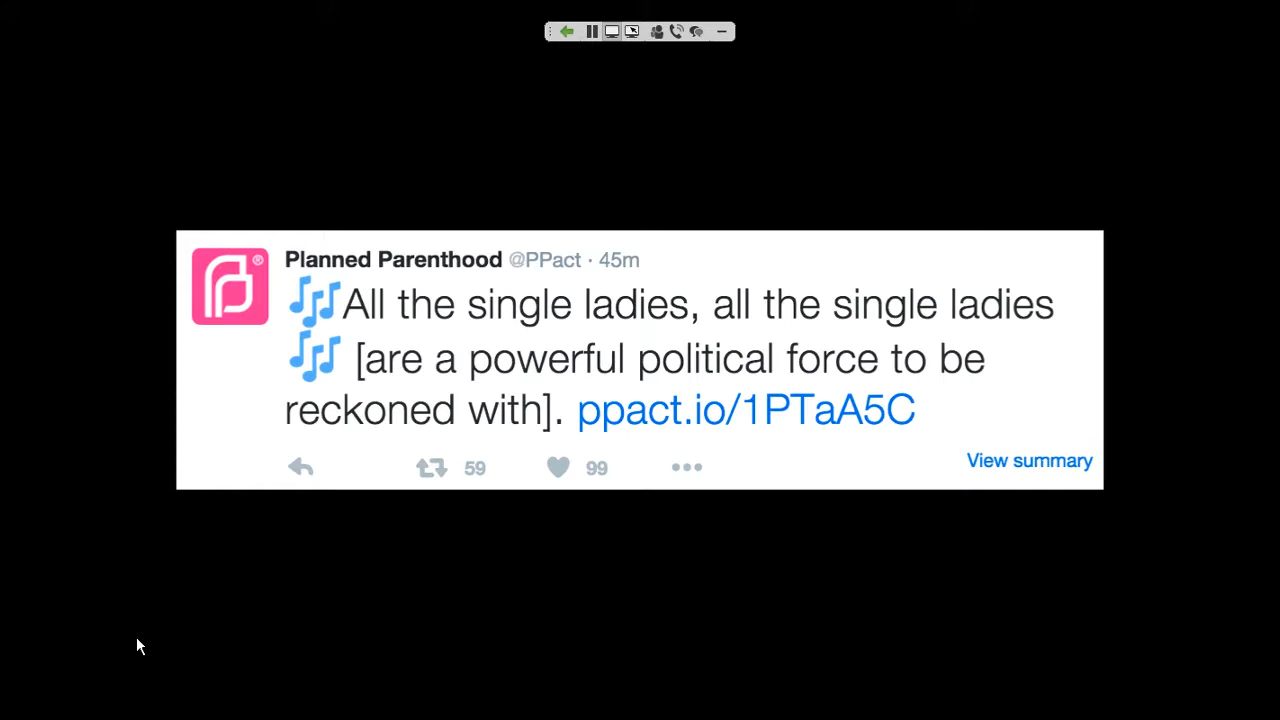 Planned Parenthood @PPact · 45m
🎶All the single ladies, all the single ladies
🎶 [are a powerful political force to be
reckoned with]. ppact.io/1PTaA5C
59 99 •••
View summary